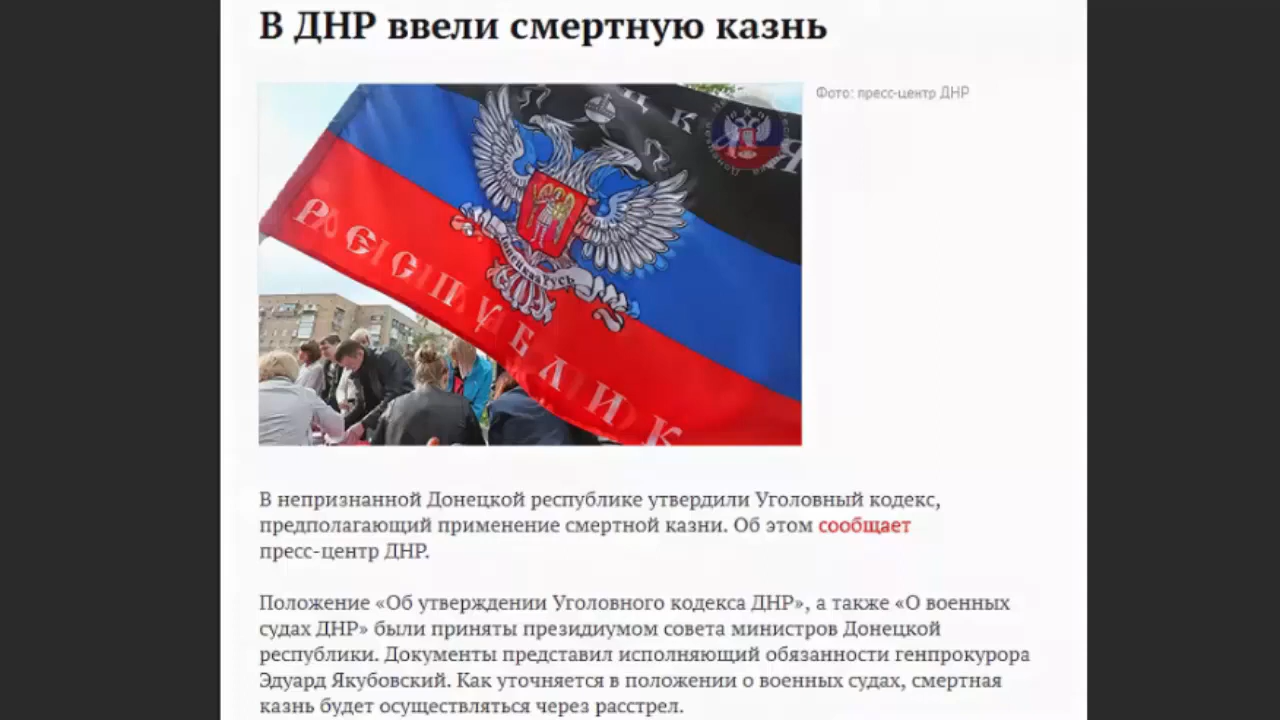 В ДНР ввели смертную казнь
Фото: пресс-центр ДНР
РЕСПУБЛИК
В непризнанной Донецкой республике утвердили Уголовный кодекс,
предполагающий применение смертной казни. Об этом сообщает
пресс-центр ДНР.
Положение «Об утверждении Уголовного кодекса ДНР», а также «О военных
судах ДНР» были приняты президиумом совета министров Донецкой
республики. Документы представил исполняющий обязанности генпрокурора
Эдуард Якубовский. Как уточняется в положении о военных судах, смертная
казнь будет осуществляться через расстрел.